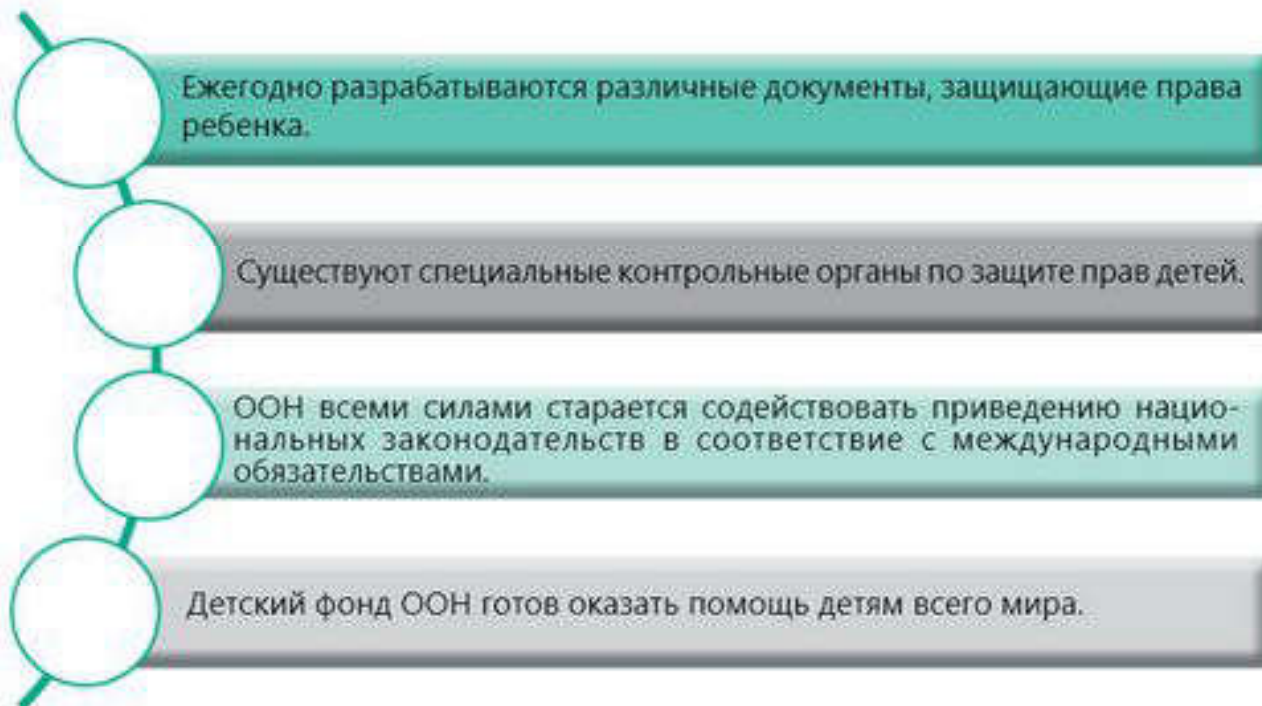 Ежегодно разрабатываются различные документы, защищающие права
ребенка.
Существуют специальные контрольные органы по защите прав детей.
ООН всеми силами старается содействовать приведению нацио-
нальных законодательств в соответствие с международными
обязательствами.
Детский фонд ООН готов оказать помощь детям всего мира.